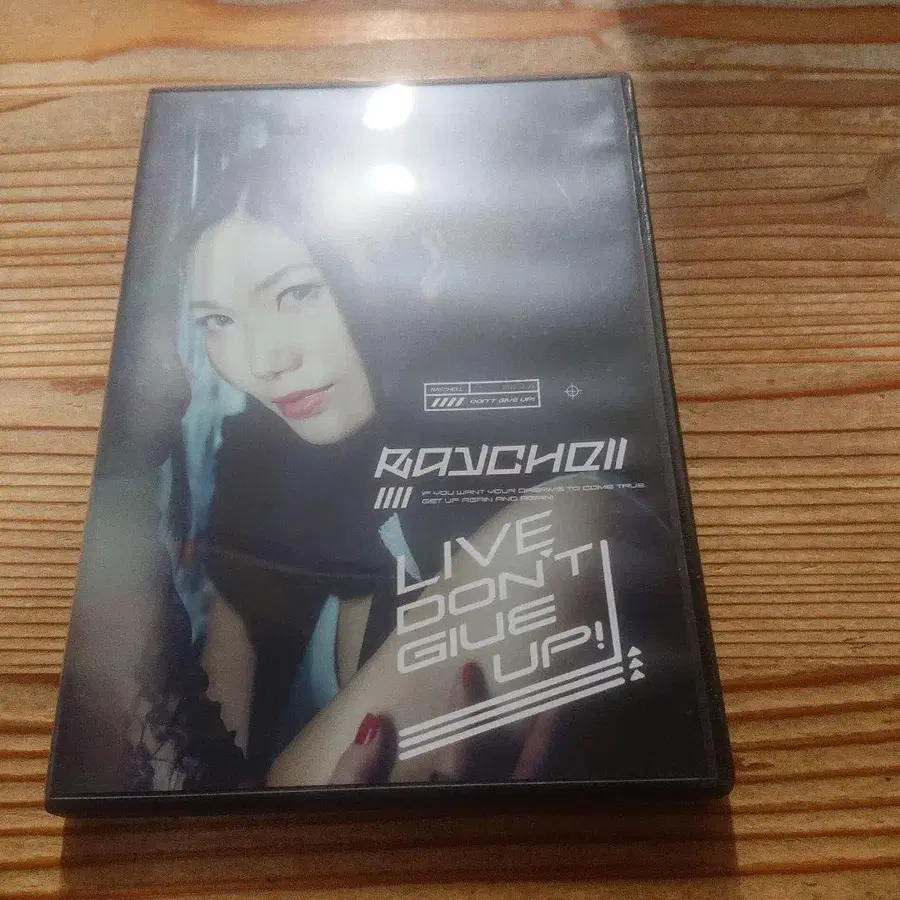 RAYCHELL
DON'T GIVE UP!
RAYCHELL
IF YOU WANT YOUR DREAMS TO COME TRUE
GET UP AGAIN AND AGAIN!
LIVE
DON'T
GIVE
UP!